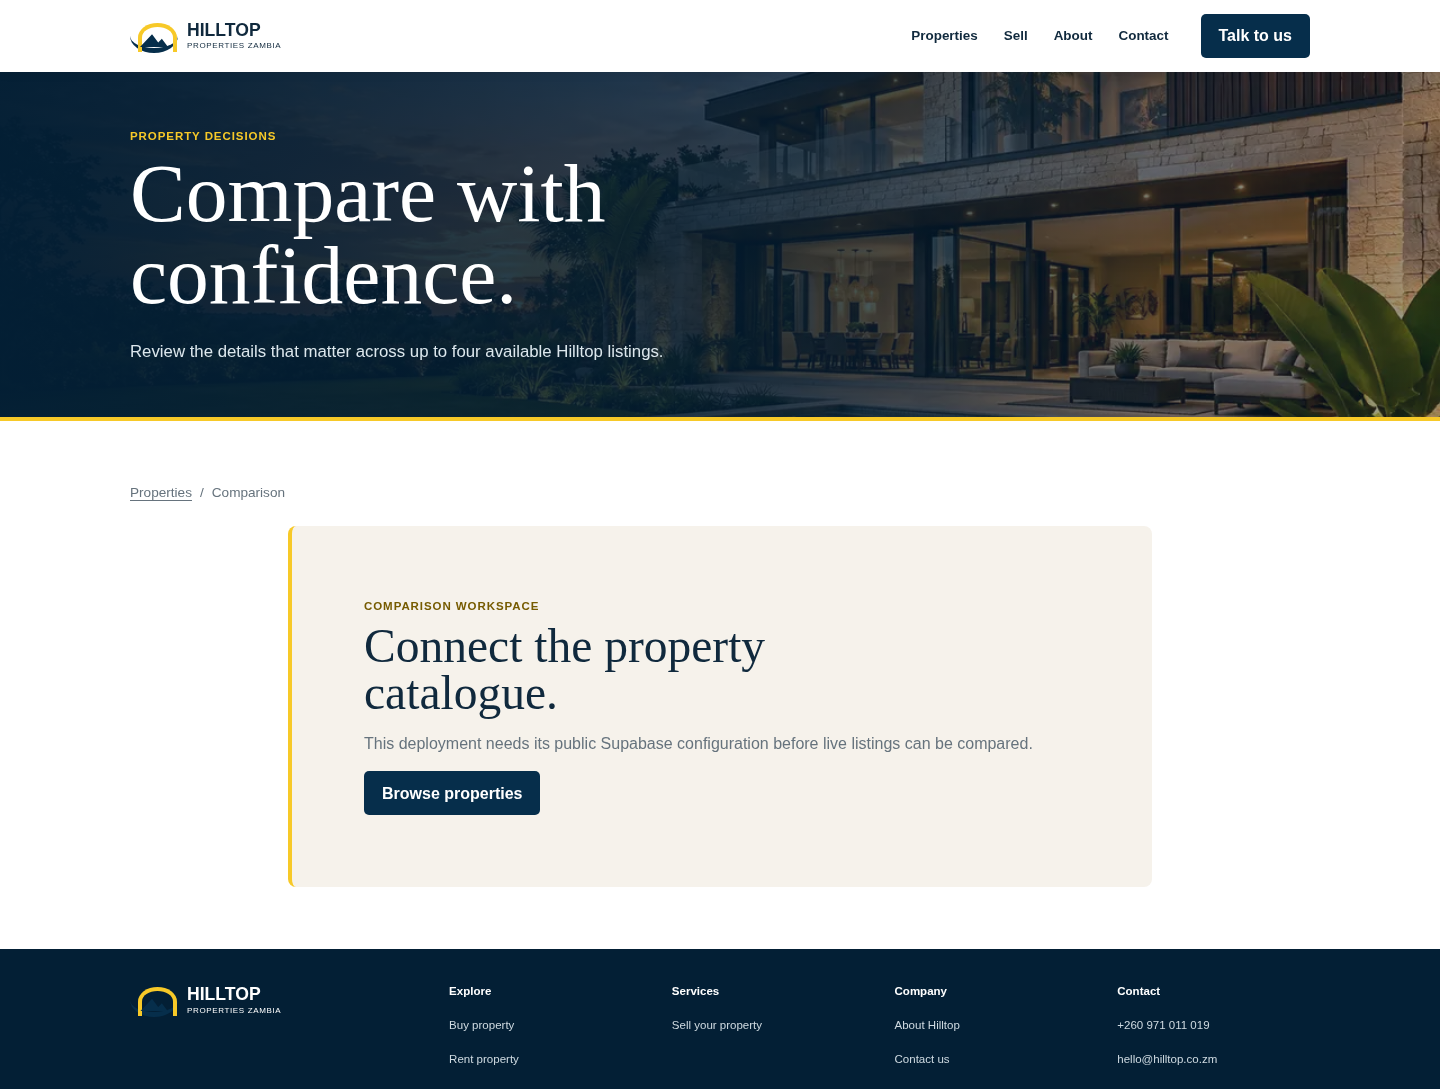 HILLTOP
PROPERTIES ZAMBIA
Properties Sell About Contact Talk to us
PROPERTY DECISIONS
Compare with
confidence.
Review the details that matter across up to four available Hilltop listings.
Properties / Comparison
COMPARISON WORKSPACE
Connect the property
catalogue.
This deployment needs its public Supabase configuration before live listings can be compared.
Browse properties
HILLTOP
PROPERTIES ZAMBIA
Explore
Buy property
Rent property
Services
Sell your property
Company
About Hilltop
Contact us
Contact
+260 971 011 019
hello@hilltop.co.zm